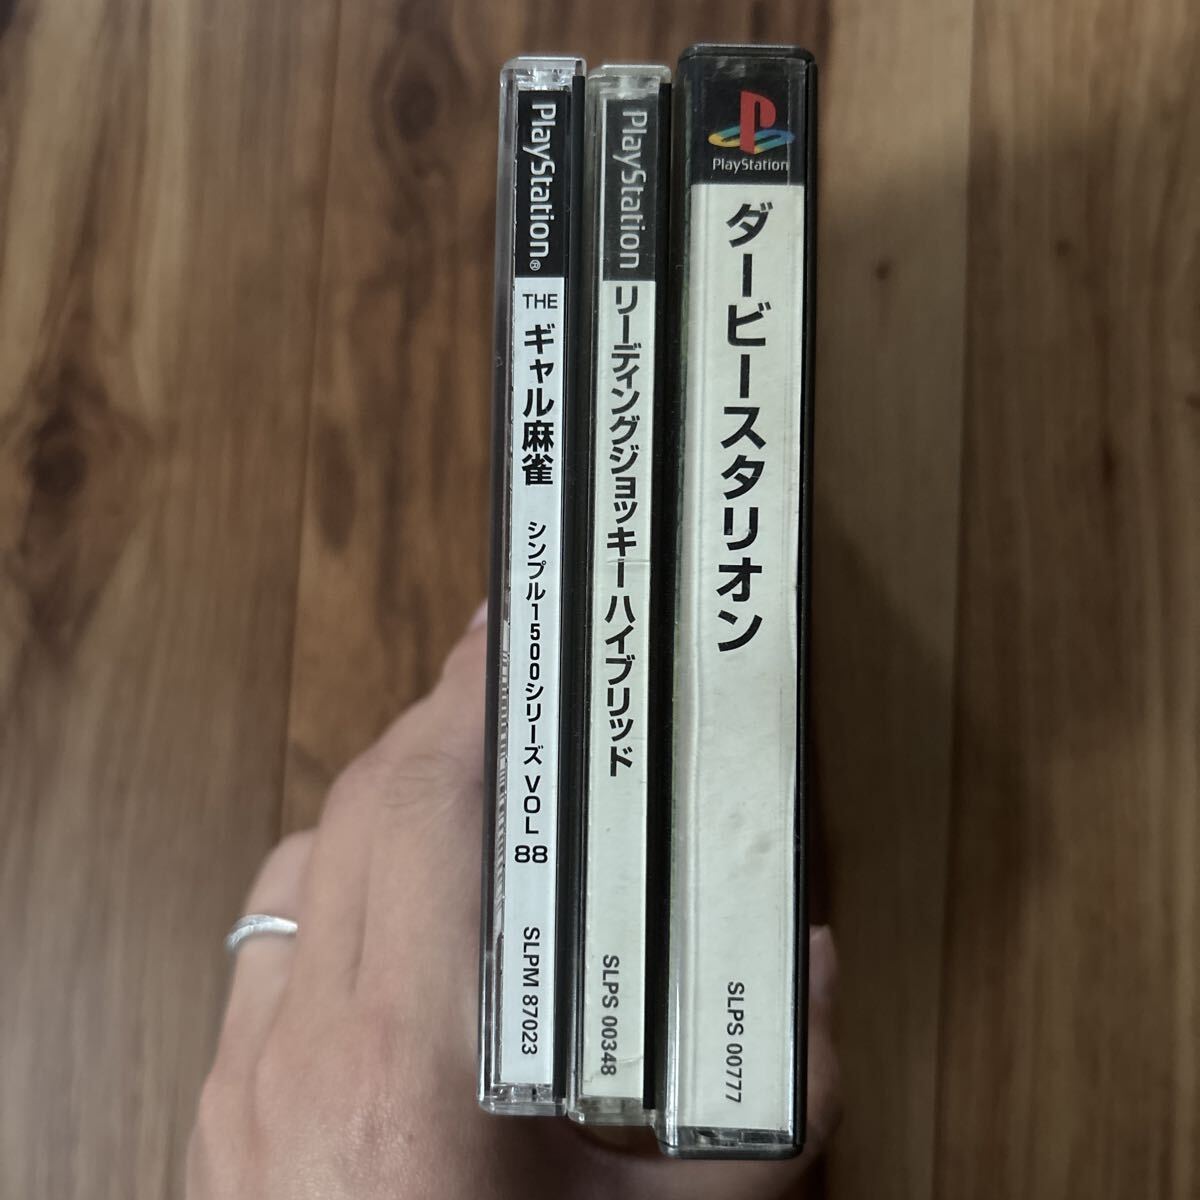 PlayStation®
THE ギャル麻雀 シンプル1500シリーズ VOL 88
SLPM 87023
PlayStation
リーディングジョッキー ハイブリッド
SLPS 00348
PlayStation
ダービースタリオン
SLPS 00777